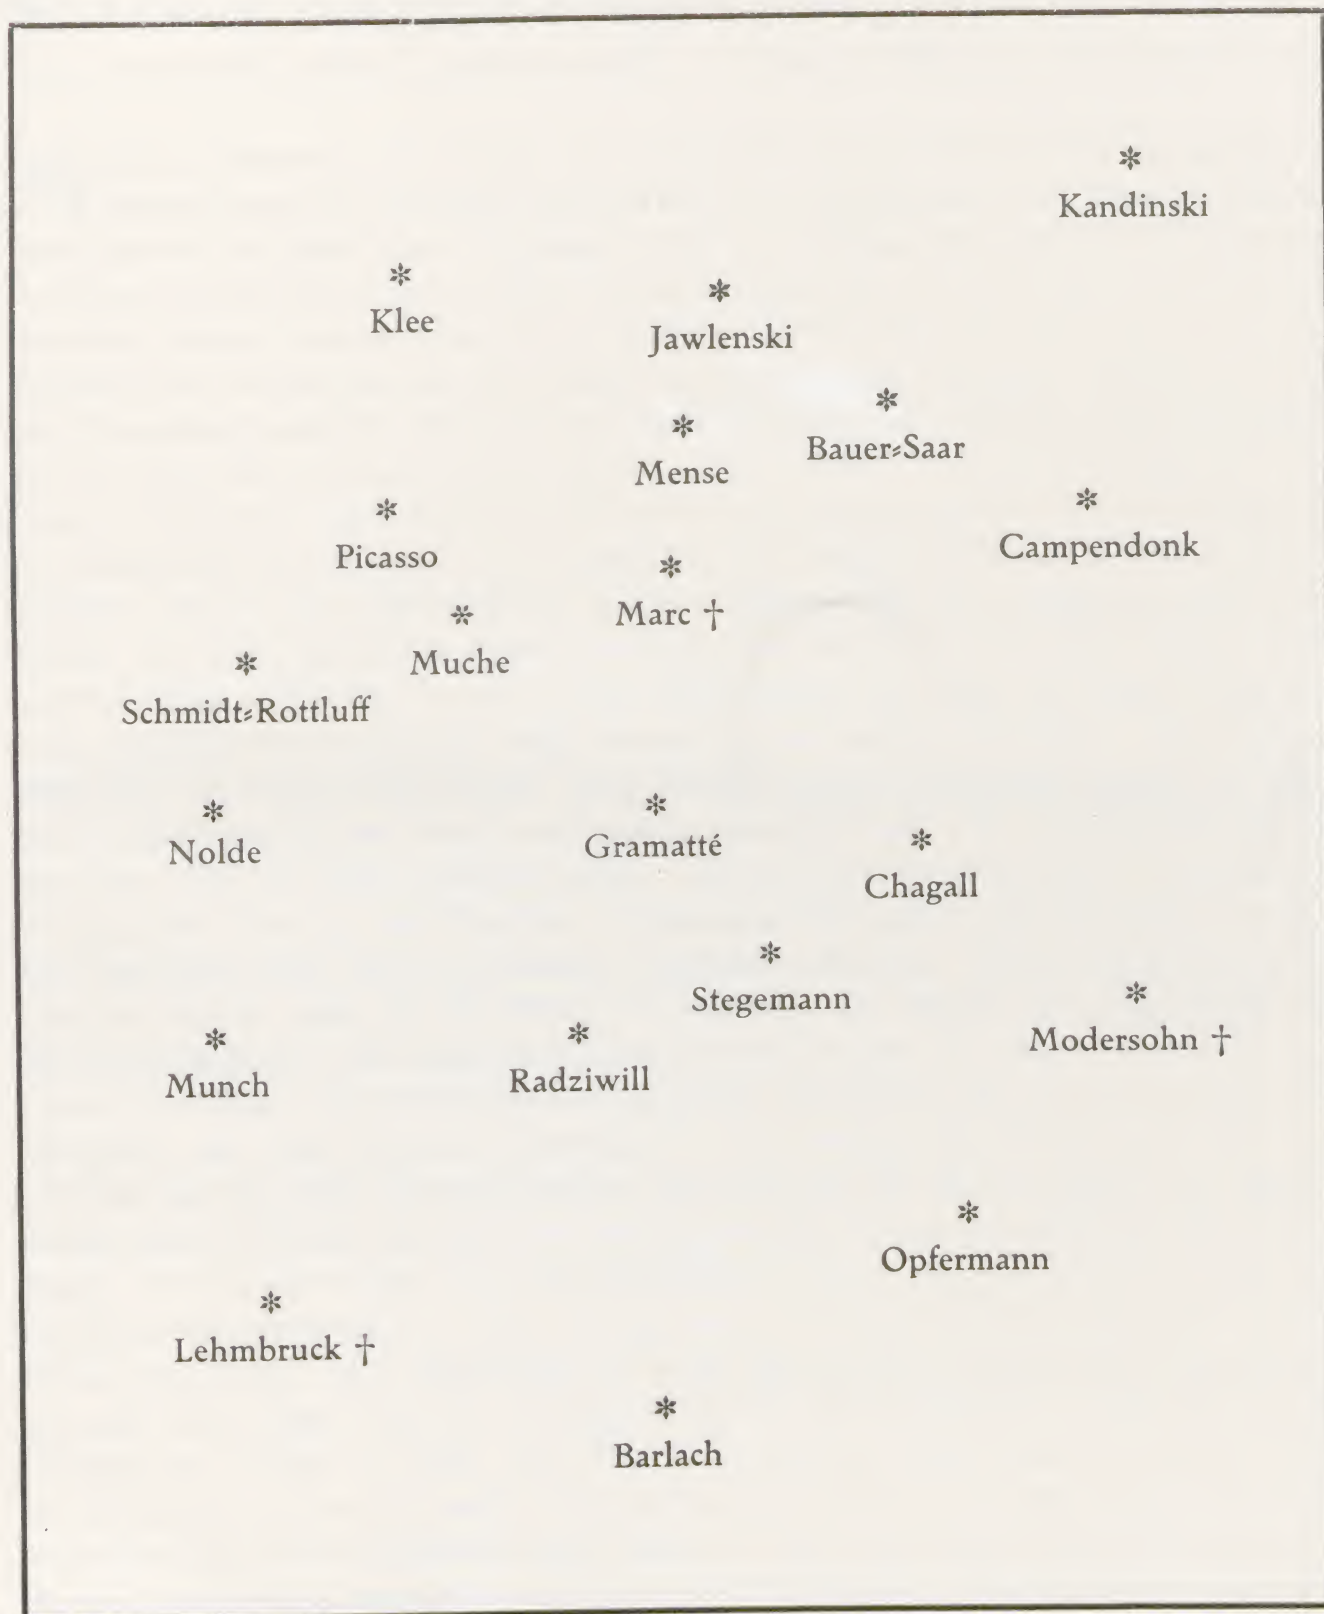 *
Kandinski
*
Klee
*
Jawlenski
*
Bauer⸗Saar
*
Mense
*
Campendonk
*
Picasso
*
Marc †
*
Muche
*
Schmidt⸗Rottluff
*
Nolde
*
Gramatté
*
Chagall
*
Stegemann
*
Modersohn †
*
Munch
*
Radziwill
*
Opfermann
*
Lehmbruck †
*
Barlach